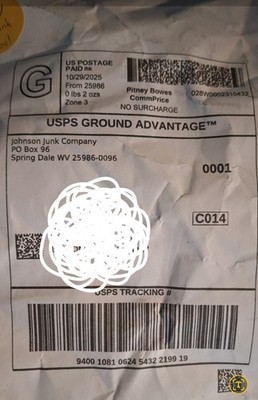 G
US POSTAGE
PAID
10/29/2025
From 25986
0 lbs 2 ozs
Zone 3
Pitney Bowes
CommPrice
NO SURCHARGE
USPS GROUND ADVANTAGE™
Johnson Junk Company
PO Box 96
Spring Dale WV 25986-0096
0001
C014
USPS TRACKING #
9400 1081 0624 5432 2199 19